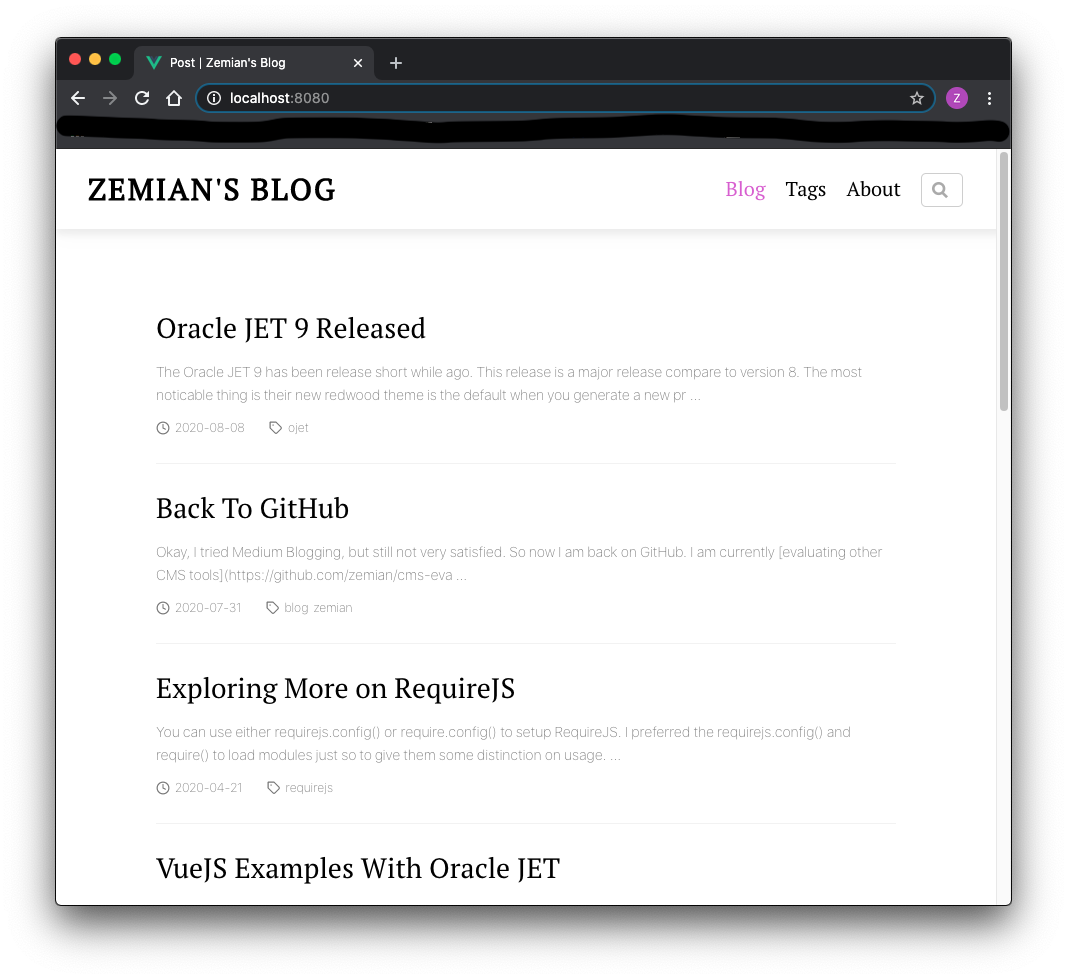 Post | Zemian's Blog
localhost:8080
Z
ZEMIAN'S BLOG
Blog Tags About
Oracle JET 9 Released
The Oracle JET 9 has been release short while ago. This release is a major release compare to version 8. The most
noticable thing is their new redwood theme is the default when you generate a new pr ...
2020-08-08 ojet
Back To GitHub
Okay, I tried Medium Blogging, but still not very satisfied. So now I am back on GitHub. I am currently [evaluating other
CMS tools](https://github.com/zemian/cms-eva ...
2020-07-31 blog zemian
Exploring More on RequireJS
You can use either requirejs.config() or require.config() to setup RequireJS. I preferred the requirejs.config() and
require() to load modules just so to give them some distinction on usage. ...
2020-04-21 requirejs
VueJS Examples With Oracle JET